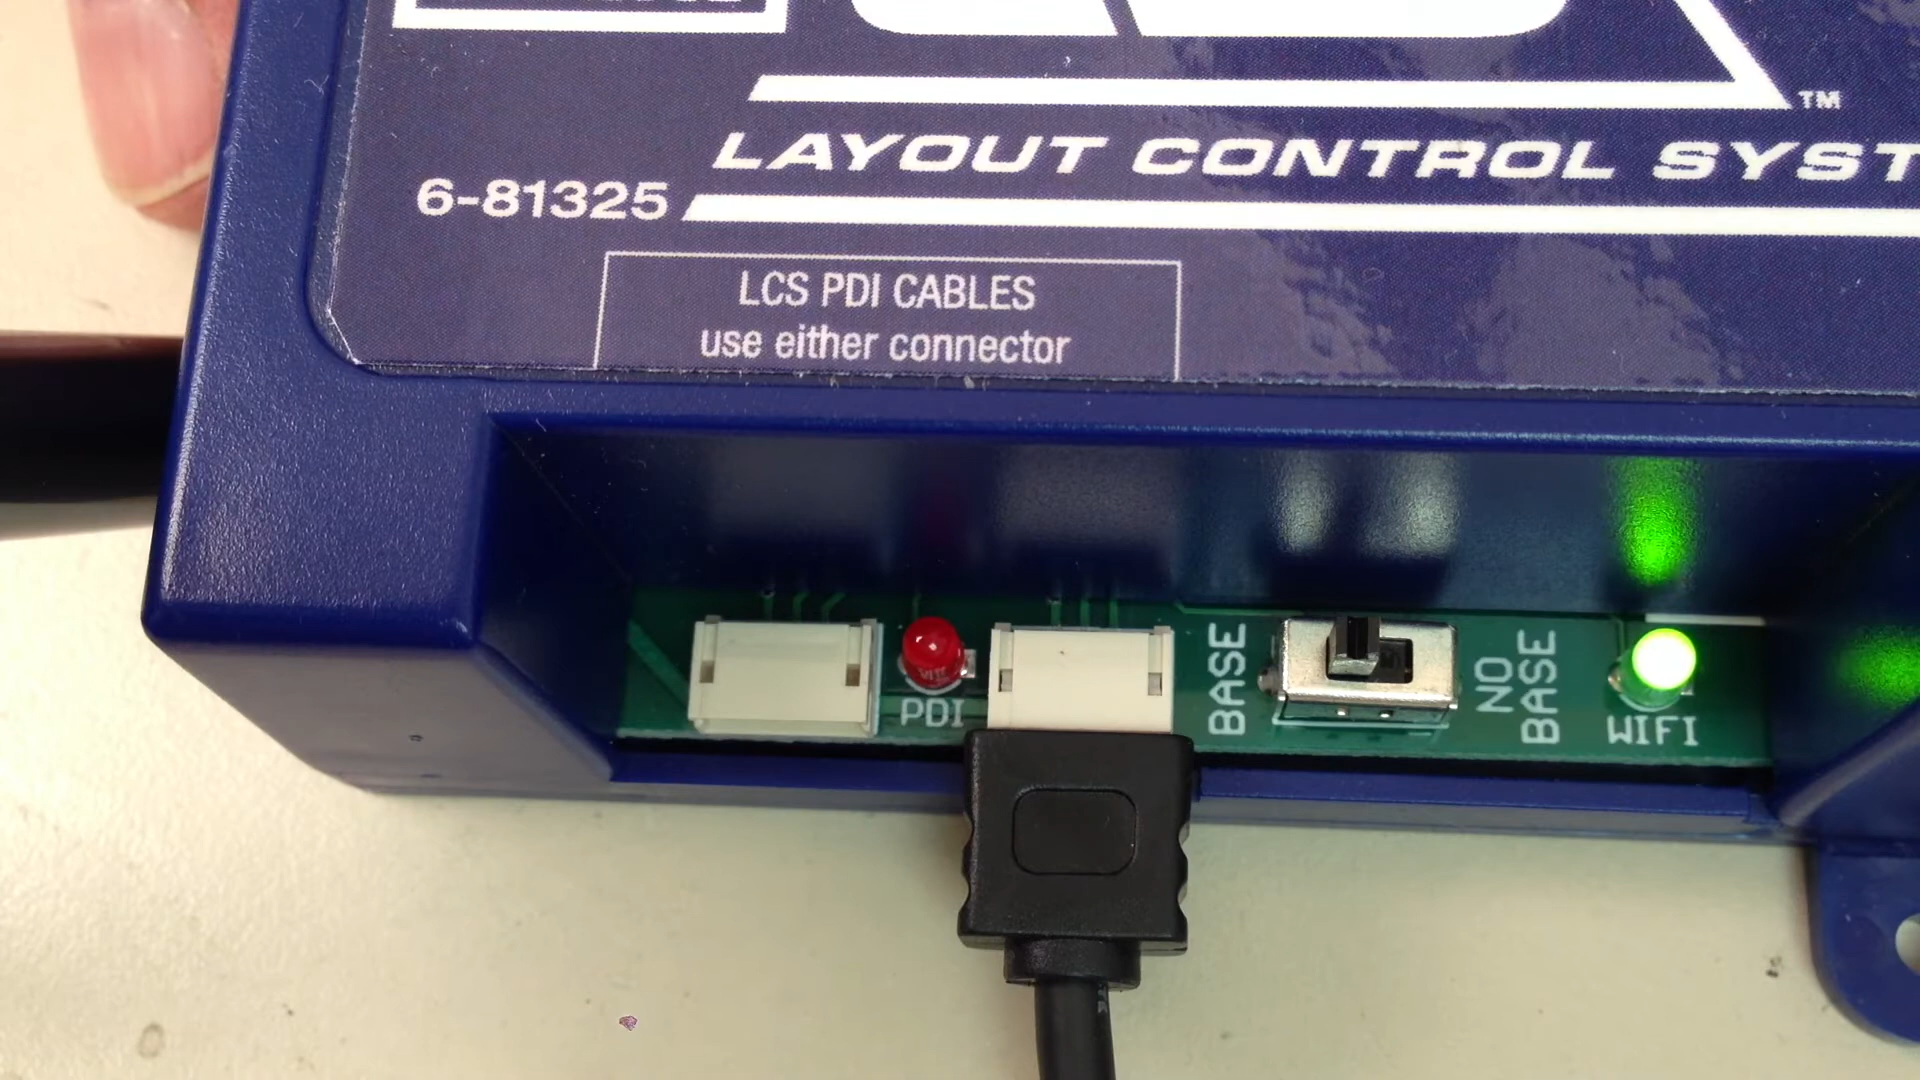 ™
LAYOUT CONTROL SYST
6-81325
LCS PDI CABLES
use either connector
PDI
BASE
NO
BASE
WIFI